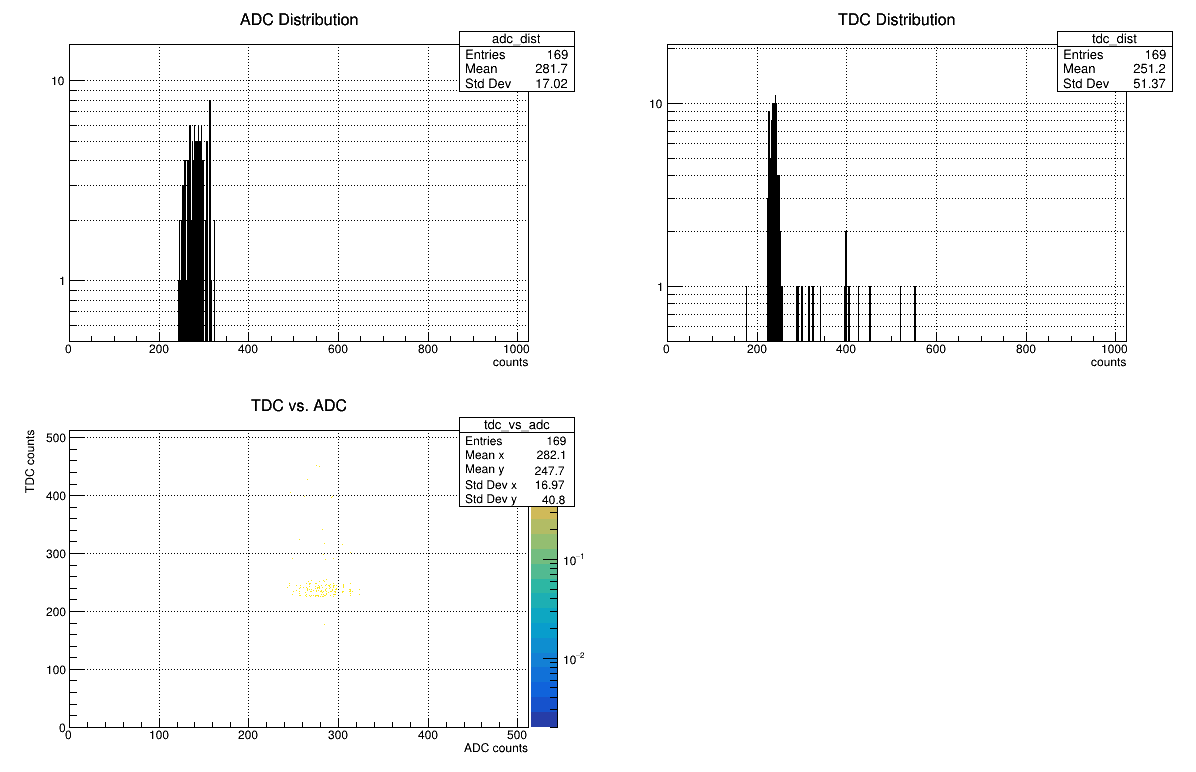 ADC Distribution
adc_dist
Entries 169
Mean 281.7
Std Dev 17.02
10
1
0 200 400 600 800 1000
counts
TDC Distribution
tdc_dist
Entries 169
Mean 251.2
Std Dev 51.37
10
1
0 200 400 600 800 1000
counts
TDC vs. ADC
tdc_vs_adc
Entries 169
Mean x 282.1
Mean y 247.7
Std Dev x 16.97
Std Dev y 40.8
TDC counts
500
400
300
200
100
0
0 100 200 300 400 500
ADC counts
10⁻¹
10⁻²